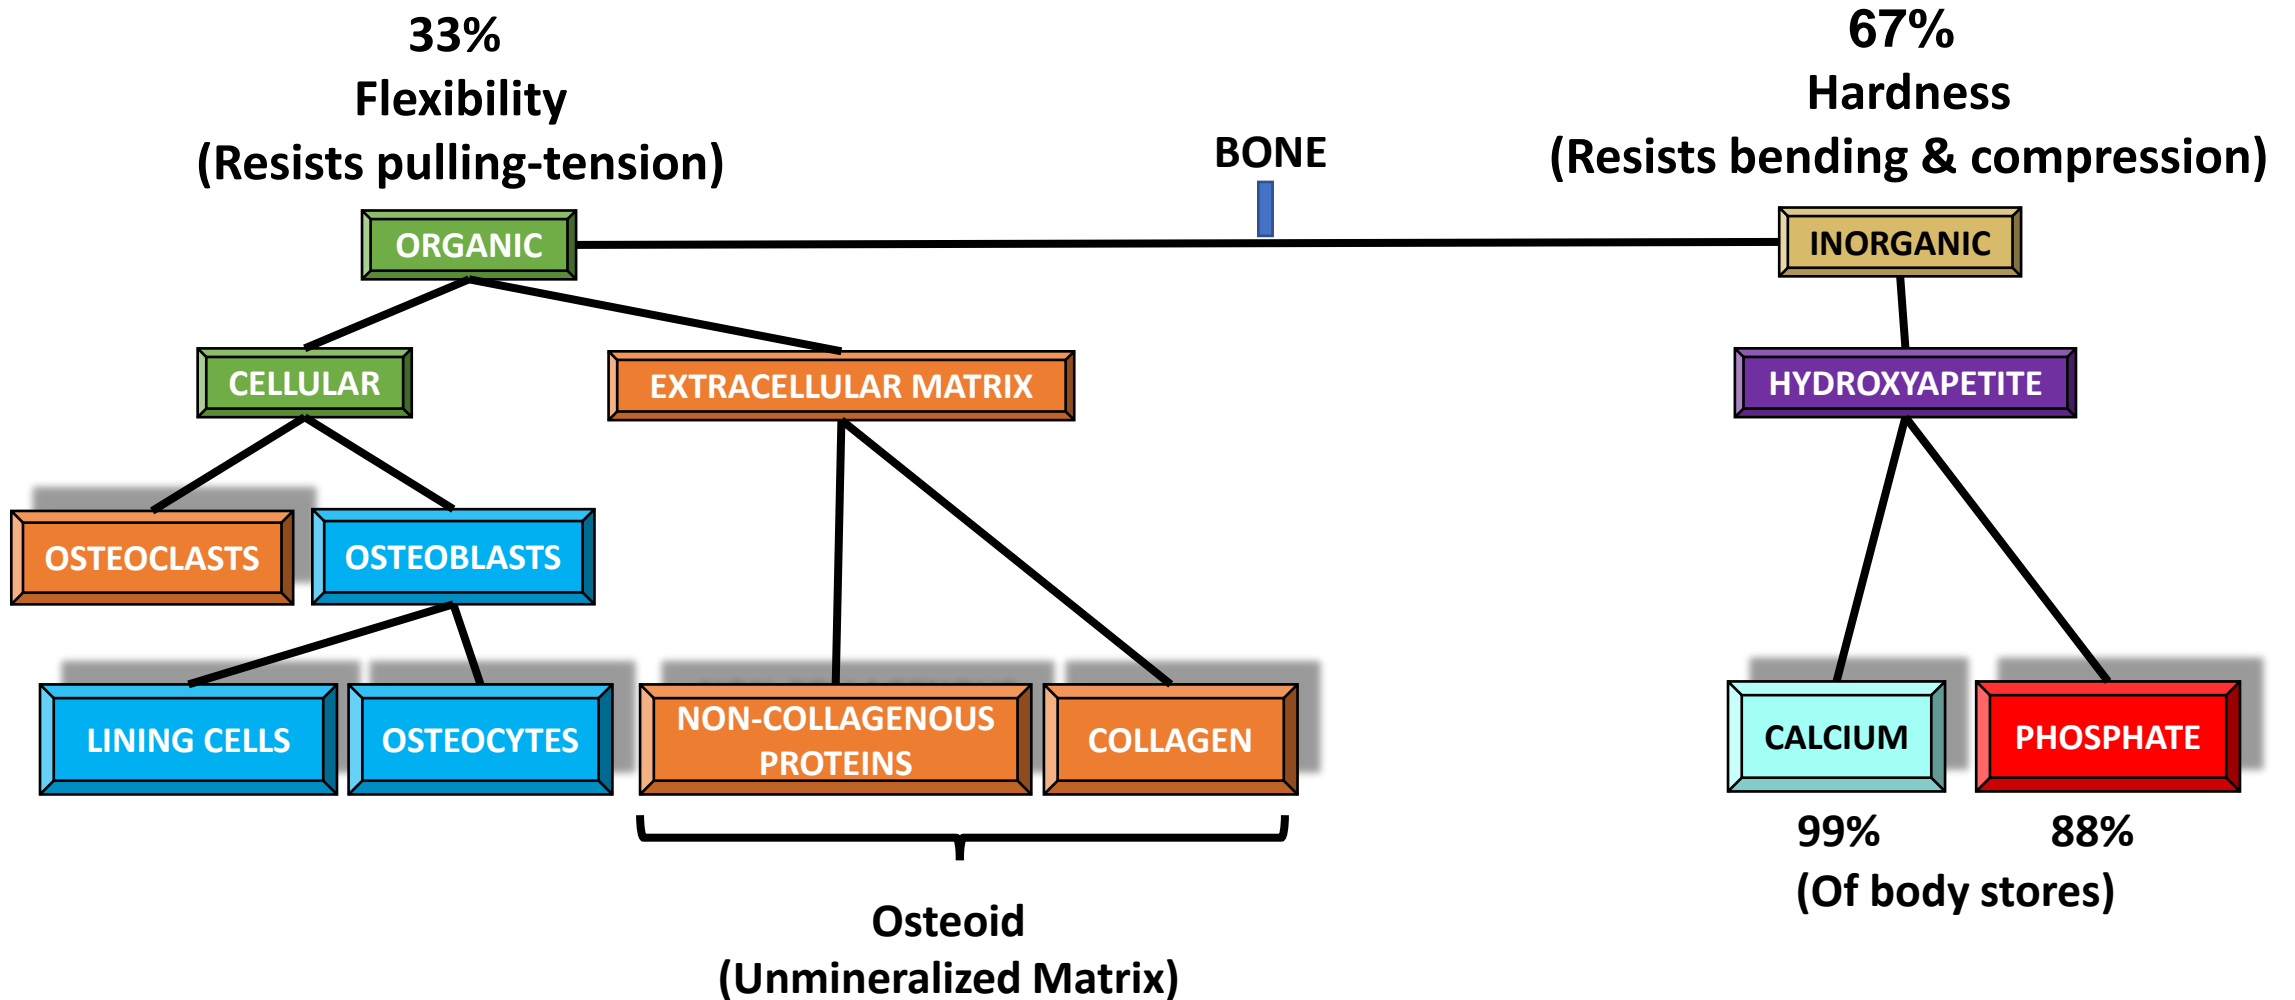 33%
Flexibility
(Resists pulling-tension)
67%
Hardness
(Resists bending & compression)
BONE
ORGANIC
INORGANIC
CELLULAR
EXTRACELLULAR MATRIX
HYDROXYAPETITE
OSTEOCLASTS
OSTEOBLASTS
LINING CELLS
OSTEOCYTES
NON-COLLAGENOUS
PROTEINS
COLLAGEN
CALCIUM
PHOSPHATE
99%
88%
(Of body stores)
Osteoid
(Unmineralized Matrix)